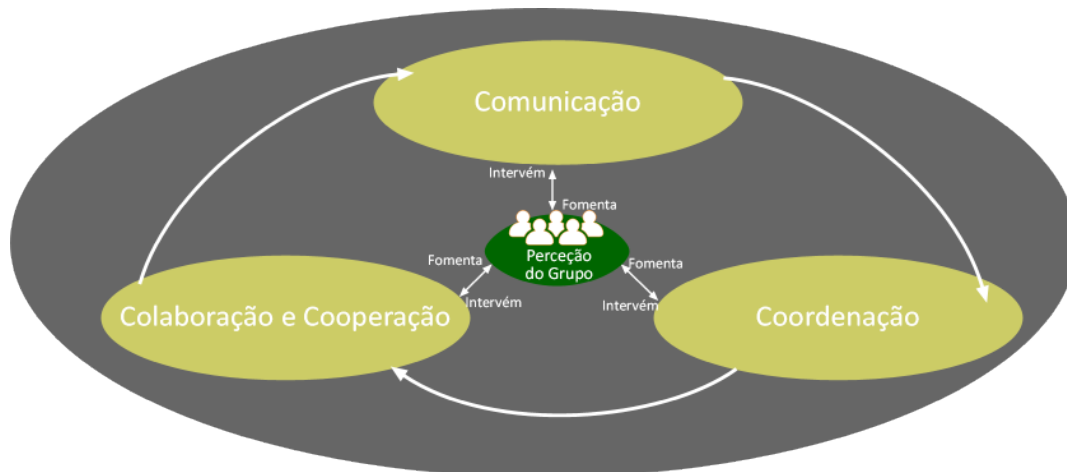 Comunicação
Intervém
Fomenta
Perceção
do Grupo
Fomenta
Intervém
Fomenta
Intervém
Colaboração e Cooperação
Coordenação